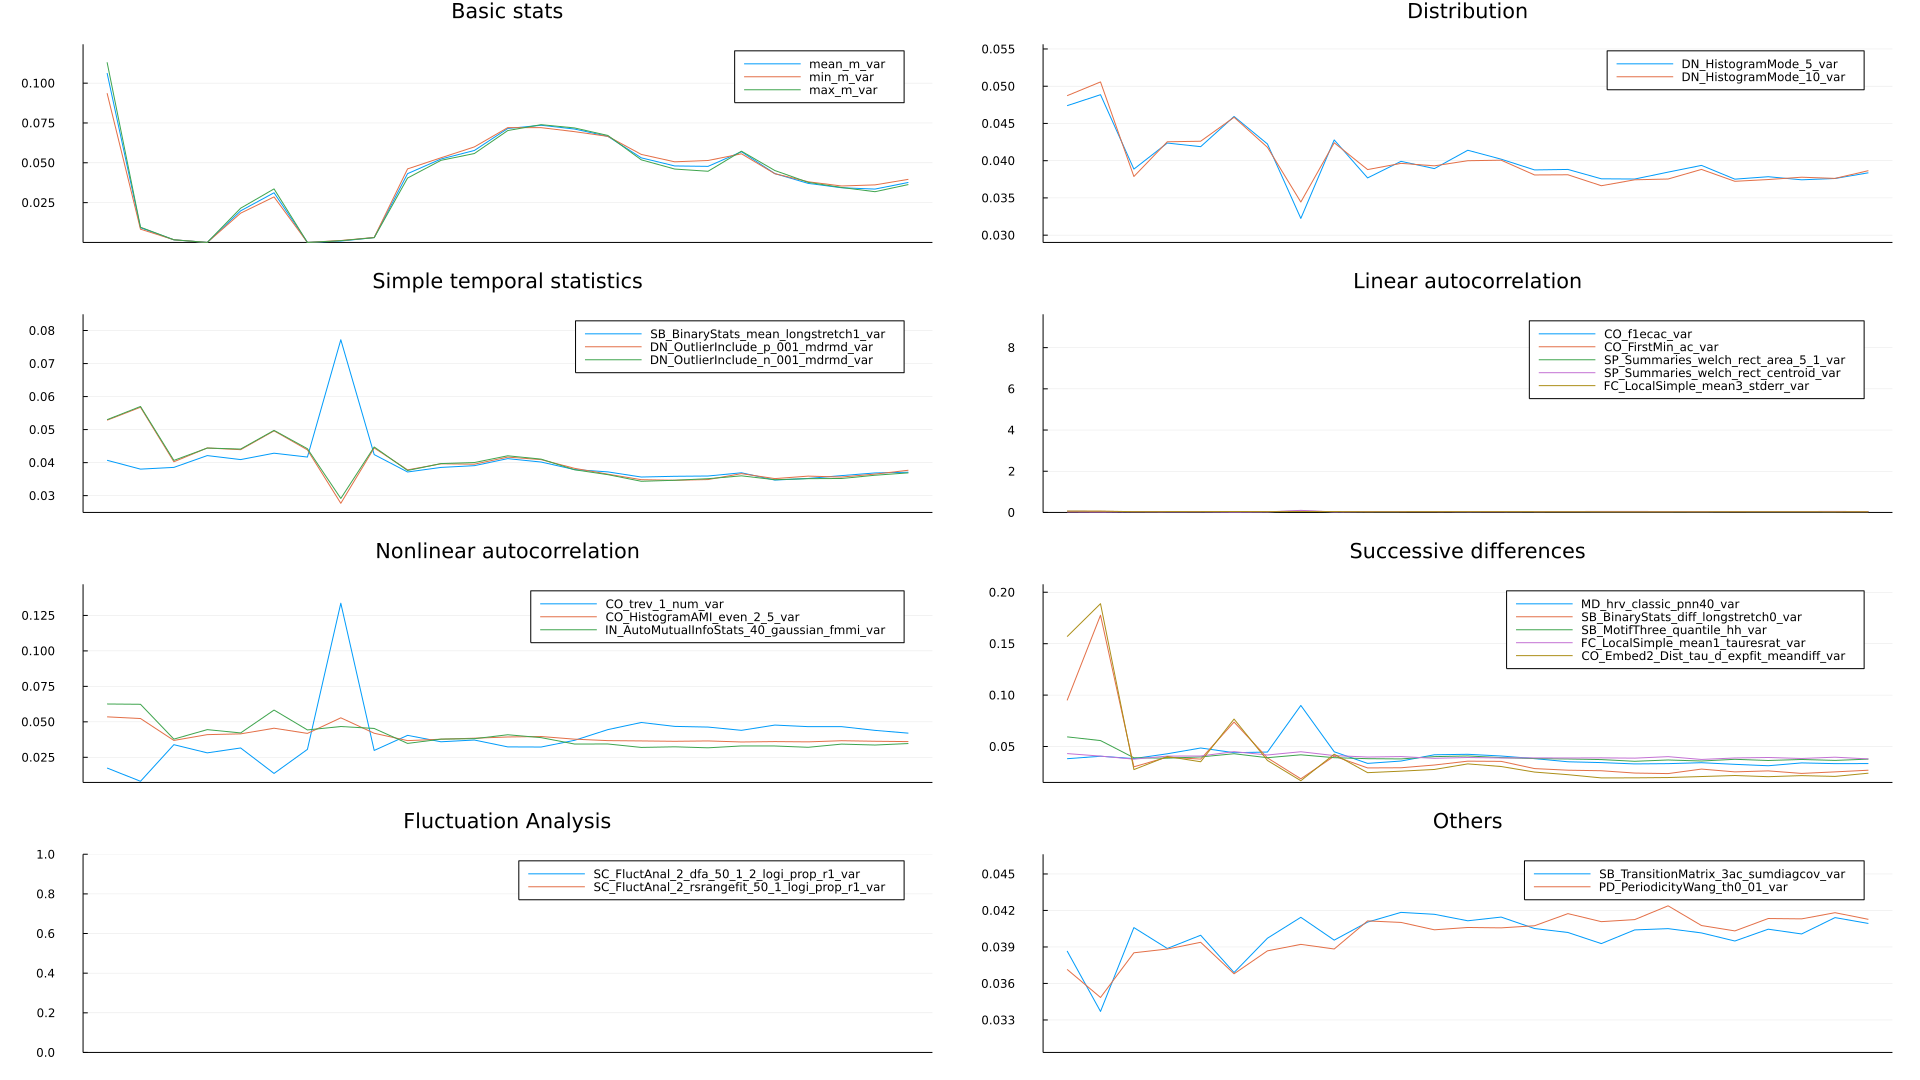 Basic stats
0.100
0.075
0.050
0.025
mean_m_var
min_m_var
max_m_var
Distribution
0.055
0.050
0.045
0.040
0.035
0.030
DN_HistogramMode_5_var
DN_HistogramMode_10_var
Simple temporal statistics
0.08
0.07
0.06
0.05
0.04
0.03
SB_BinaryStats_mean_longstretch1_var
DN_OutlierInclude_p_001_mdrmd_var
DN_OutlierInclude_n_001_mdrmd_var
Linear autocorrelation
8
6
4
2
0
CO_f1ecac_var
CO_FirstMin_ac_var
SP_Summaries_welch_rect_area_5_1_var
SP_Summaries_welch_rect_centroid_var
FC_LocalSimple_mean3_stderr_var
Nonlinear autocorrelation
0.125
0.100
0.075
0.050
0.025
CO_trev_1_num_var
CO_HistogramAMI_even_2_5_var
IN_AutoMutualInfoStats_40_gaussian_fmmi_var
Successive differences
0.20
0.15
0.10
0.05
MD_hrv_classic_pnn40_var
SB_BinaryStats_diff_longstretch0_var
SB_MotifThree_quantile_hh_var
FC_LocalSimple_mean1_tauresrat_var
CO_Embed2_Dist_tau_d_expfit_meandiff_var
Fluctuation Analysis
1.0
0.8
0.6
0.4
0.2
0.0
SC_FluctAnal_2_dfa_50_1_2_logi_prop_r1_var
SC_FluctAnal_2_rsrangefit_50_1_logi_prop_r1_var
Others
0.045
0.042
0.039
0.036
0.033
SB_TransitionMatrix_3ac_sumdiagcov_var
PD_PeriodicityWang_th0_01_var